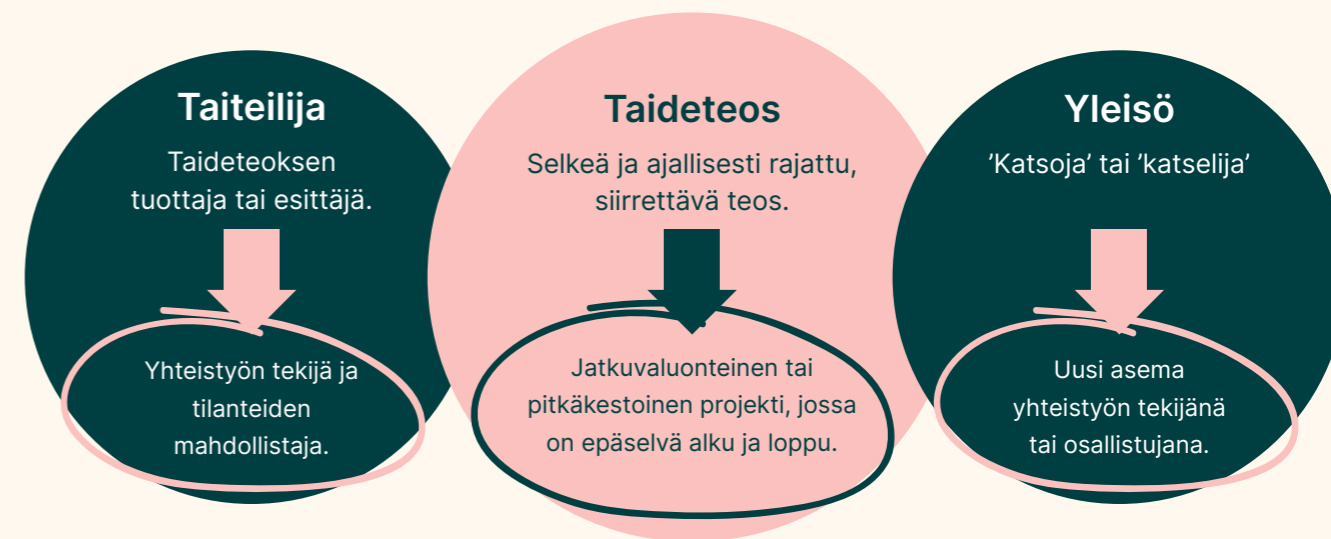 Taiteilija
Taideteoksen
tuottaja tai esittäjä.
Yhteistyön tekijä ja
tilanteiden
mahdollistaja.
Taideteos
Selkeä ja ajallisesti rajattu,
siirrettävä teos.
Jatkuvaluonteinen tai
pitkäkestoinen projekti, jossa
on epäselvä alku ja loppu.
Yleisö
’Katsoja’ tai ’katselija’
Uusi asema
yhteistyön tekijänä
tai osallistujana.